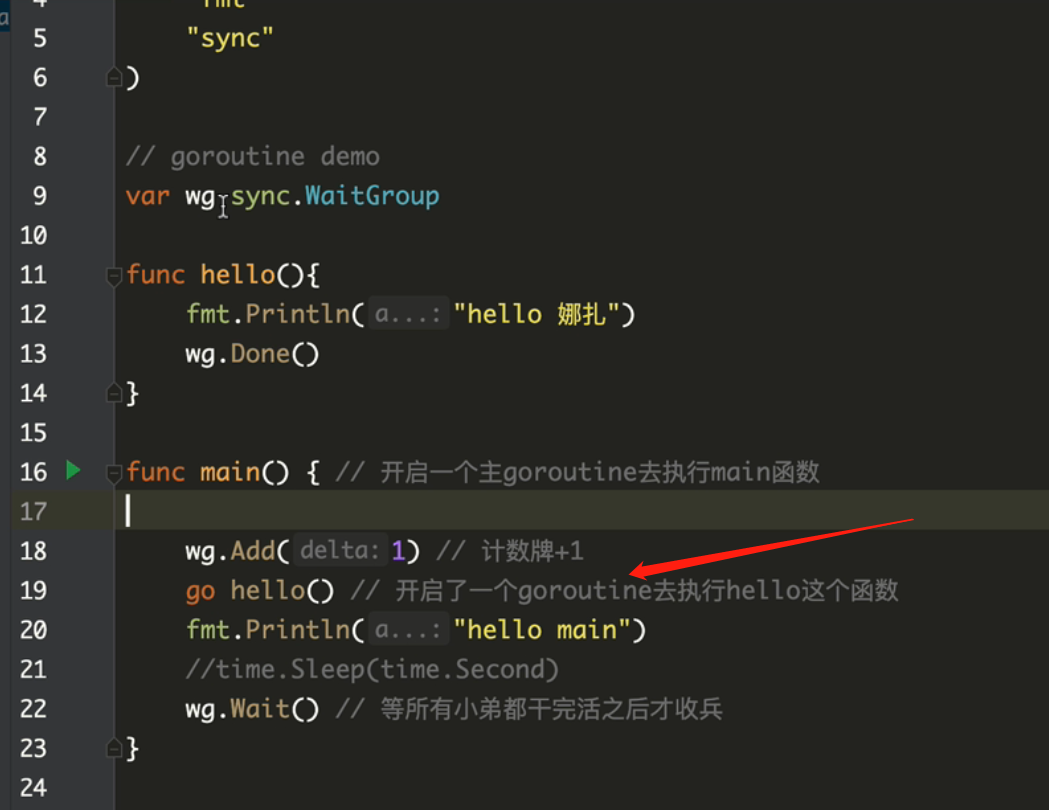 4 "fmt"
5 "sync"
6 )
7
8 // goroutine demo
9 var wg sync.WaitGroup
10
11 func hello(){
12 fmt.Println( a...: "hello 娜扎")
13 wg.Done()
14 }
15
16 func main() { // 开启一个主goroutine去执行main函数
17
18 wg.Add( delta: 1) // 计数牌+1
19 go hello() // 开启了一个goroutine去执行hello这个函数
20 fmt.Println( a...: "hello main")
21 //time.Sleep(time.Second)
22 wg.Wait() // 等所有小弟都干完活之后才收兵
23 }
24